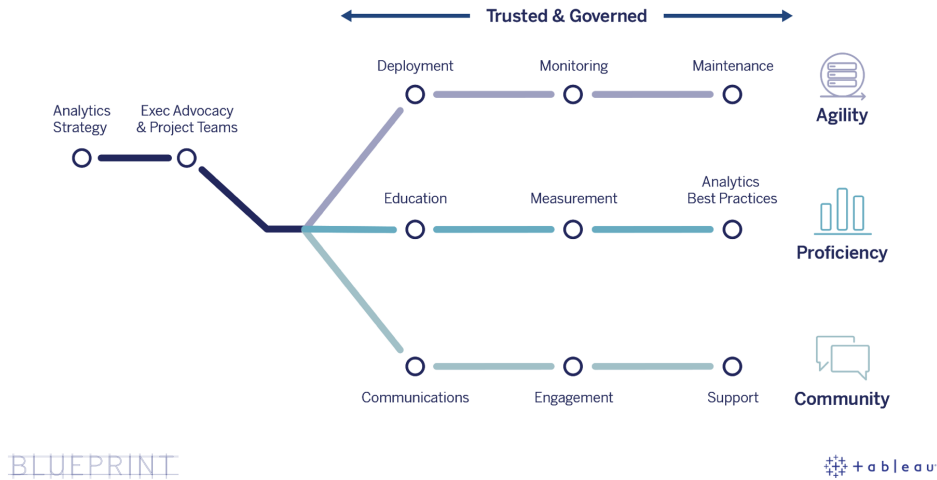 Trusted & Governed
Deployment
Monitoring
Maintenance
Agility
Analytics
Strategy
Exec Advocacy
& Project Teams
Education
Measurement
Analytics
Best Practices
Proficiency
Communications
Engagement
Support
Community
BLUEPRINT
tableau